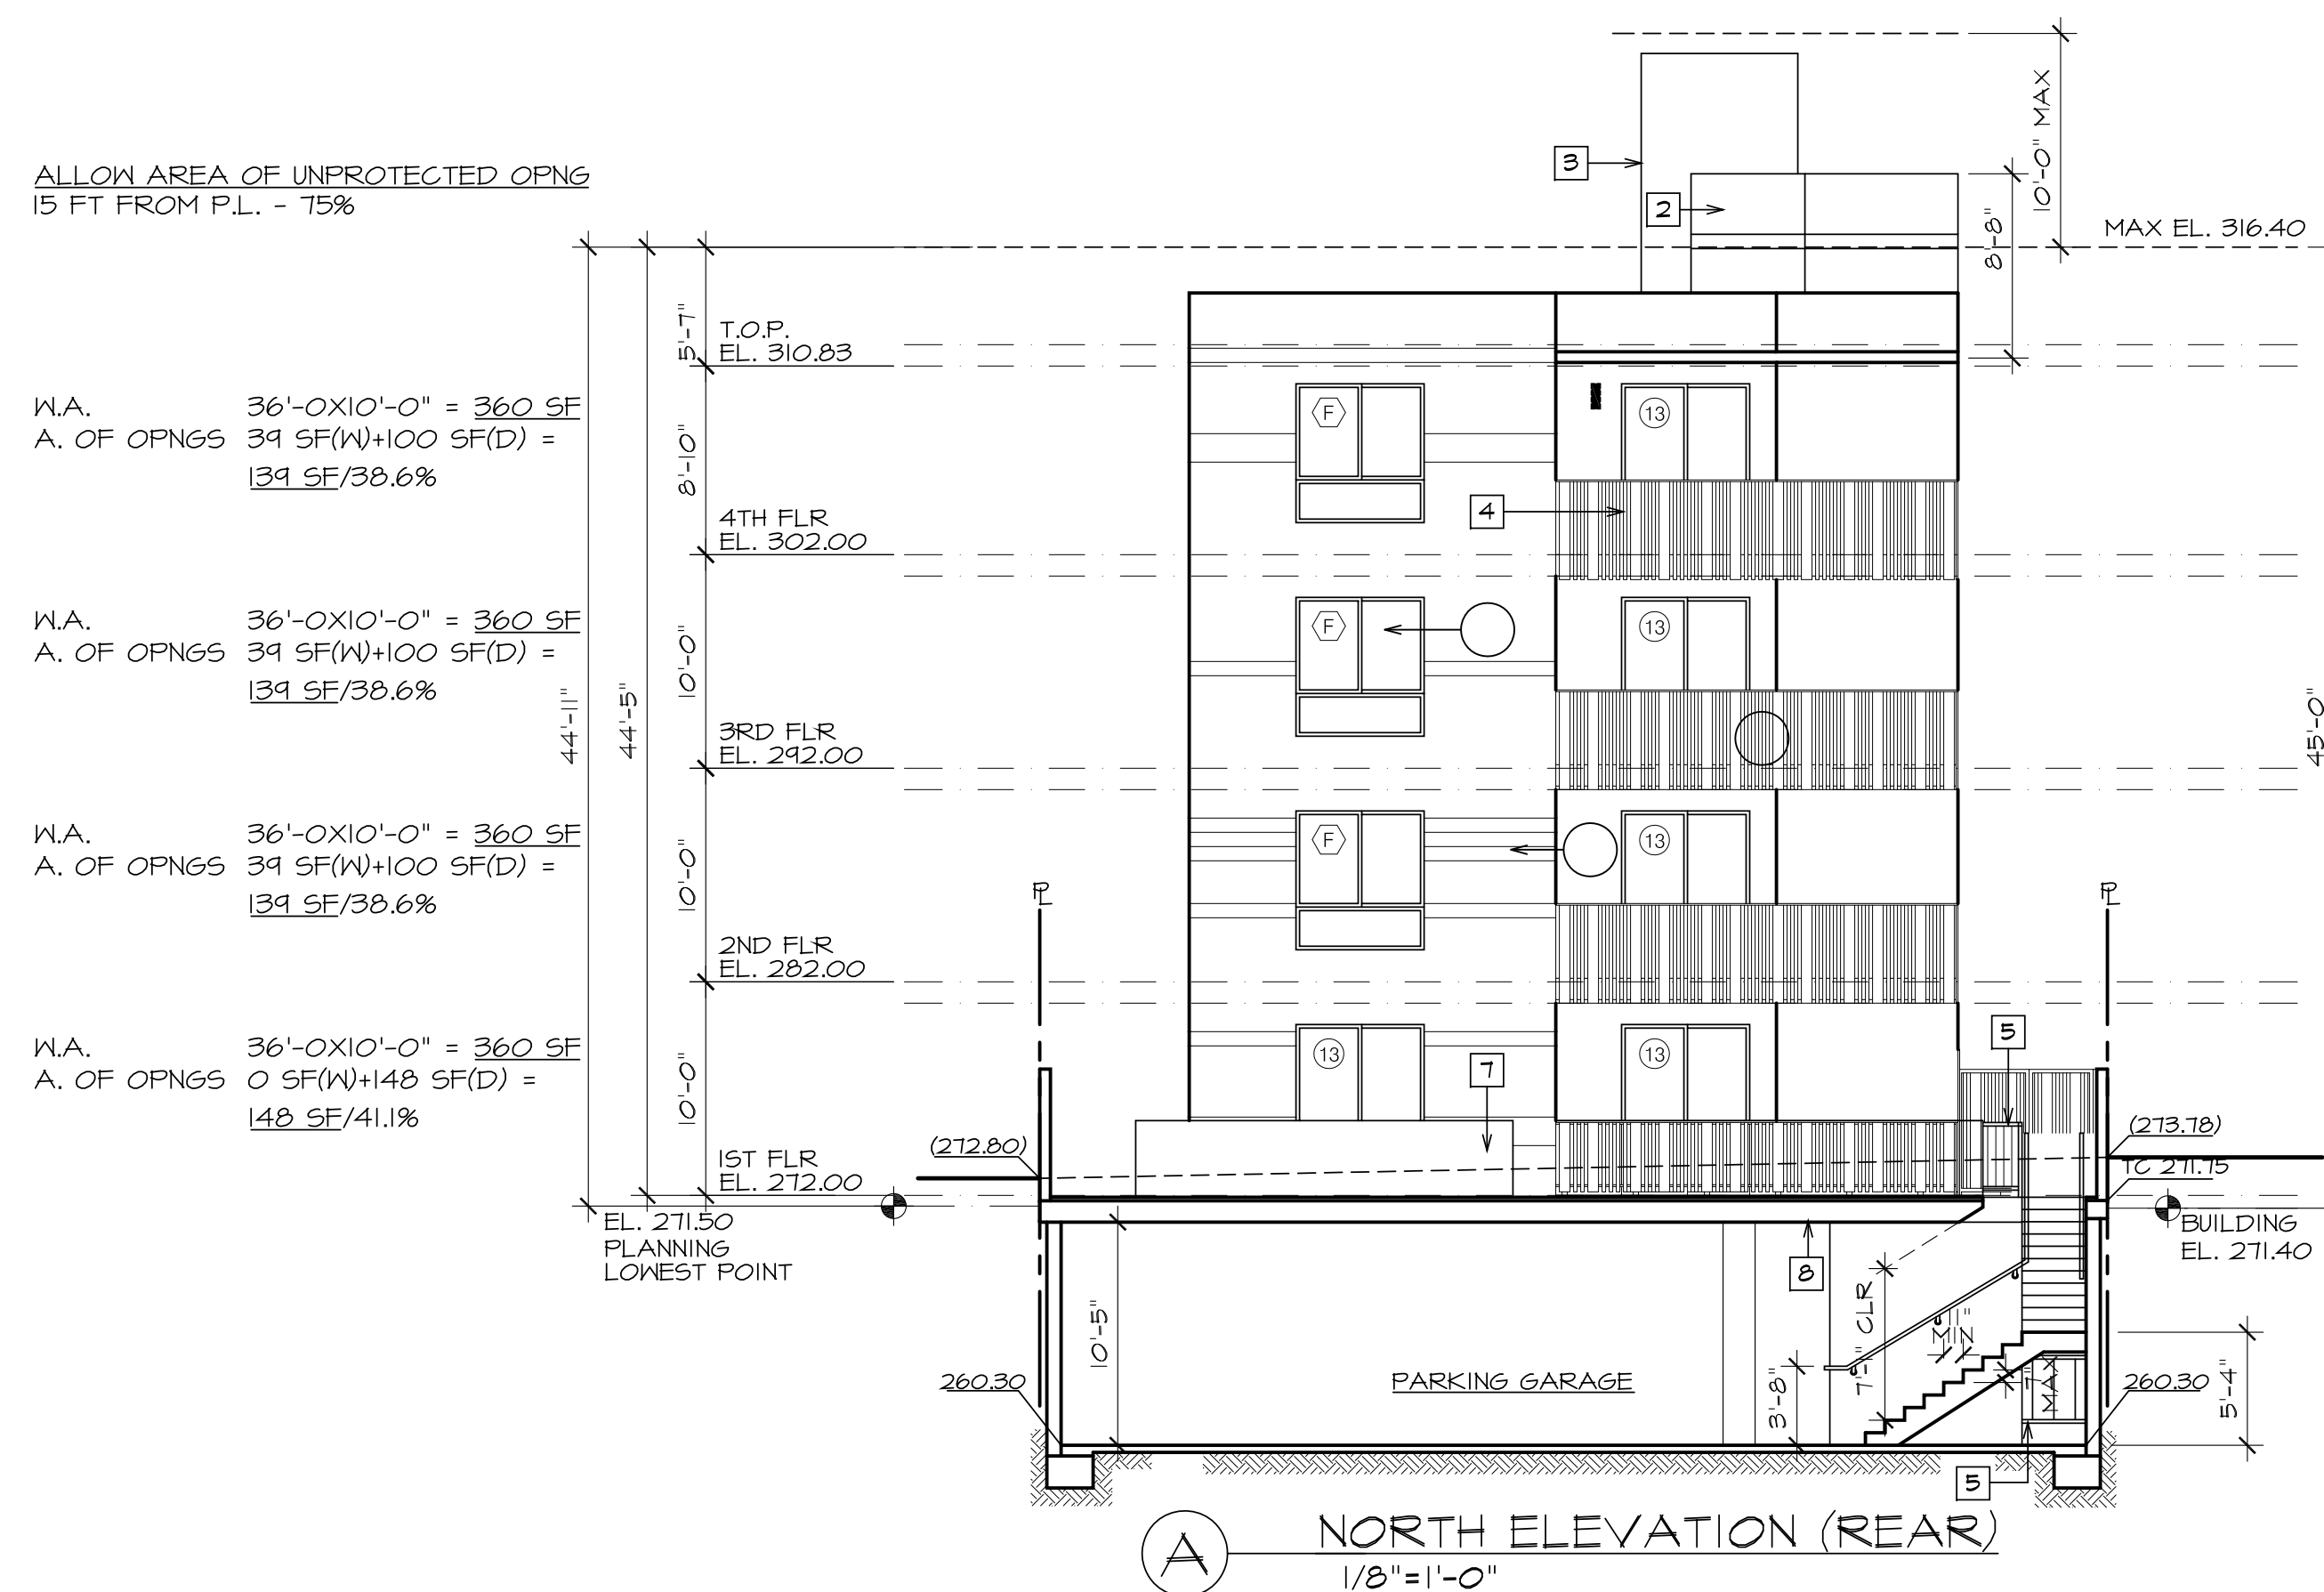 ALLOW AREA OF UNPROTECTED OPNG
15 FT FROM P.L. - 75%
W.A. 36'-0X10'-0" = 360 SF
A. OF OPNGS 39 SF(W)+100 SF(D) =
139 SF/38.6%
W.A. 36'-0X10'-0" = 360 SF
A. OF OPNGS 39 SF(W)+100 SF(D) =
139 SF/38.6%
W.A. 36'-0X10'-0" = 360 SF
A. OF OPNGS 39 SF(W)+100 SF(D) =
139 SF/38.6%
W.A. 36'-0X10'-0" = 360 SF
A. OF OPNGS 0 SF(W)+148 SF(D) =
148 SF/41.1%
44'-11"
44'-5"
5'-7"
8'-10"
10'-0"
10'-0"
10'-0"
T.O.P.
EL. 310.83
4TH FLR
EL. 302.00
3RD FLR
EL. 292.00
2ND FLR
EL. 282.00
1ST FLR
EL. 272.00
EL. 271.50
PLANNING
LOWEST POINT
3
2
10'-0" MAX
8'-8"
MAX EL. 316.40
F
13
4
F
13
F
13
13
13
7
5
45'-0"
PL
PL
(272.80)
(273.78)
TC 271.75
BUILDING
EL. 271.40
8
10'-5"
260.30
PARKING GARAGE
3'-8"
7'-1" CLR
11"
MIN
7"
MAX
260.30
5'-4"
5
A
NORTH ELEVATION (REAR)
1/8"=1'-0"